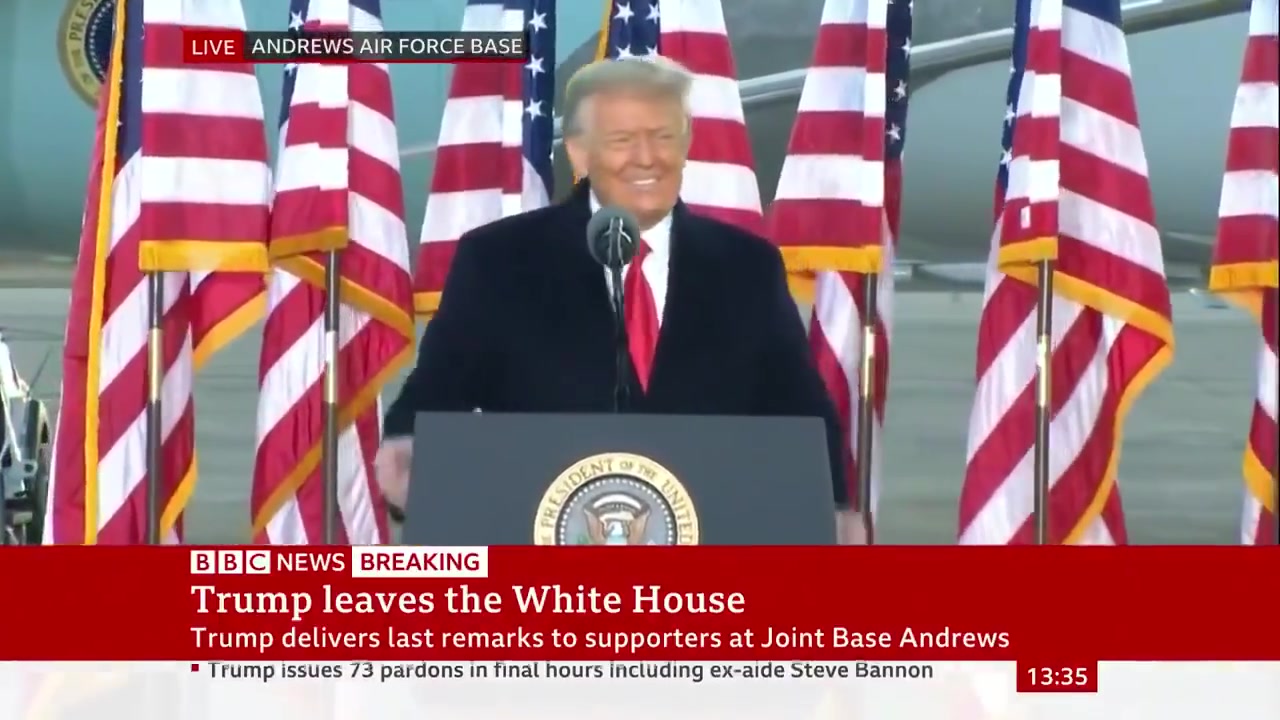 LIVE ANDREWS AIR FORCE BASE
PRES
PRESIDENT OF THE UNITED
BBC NEWS BREAKING
Trump leaves the White House
Trump delivers last remarks to supporters at Joint Base Andrews
Trump issues 73 pardons in final hours including ex-aide Steve Bannon
13:35